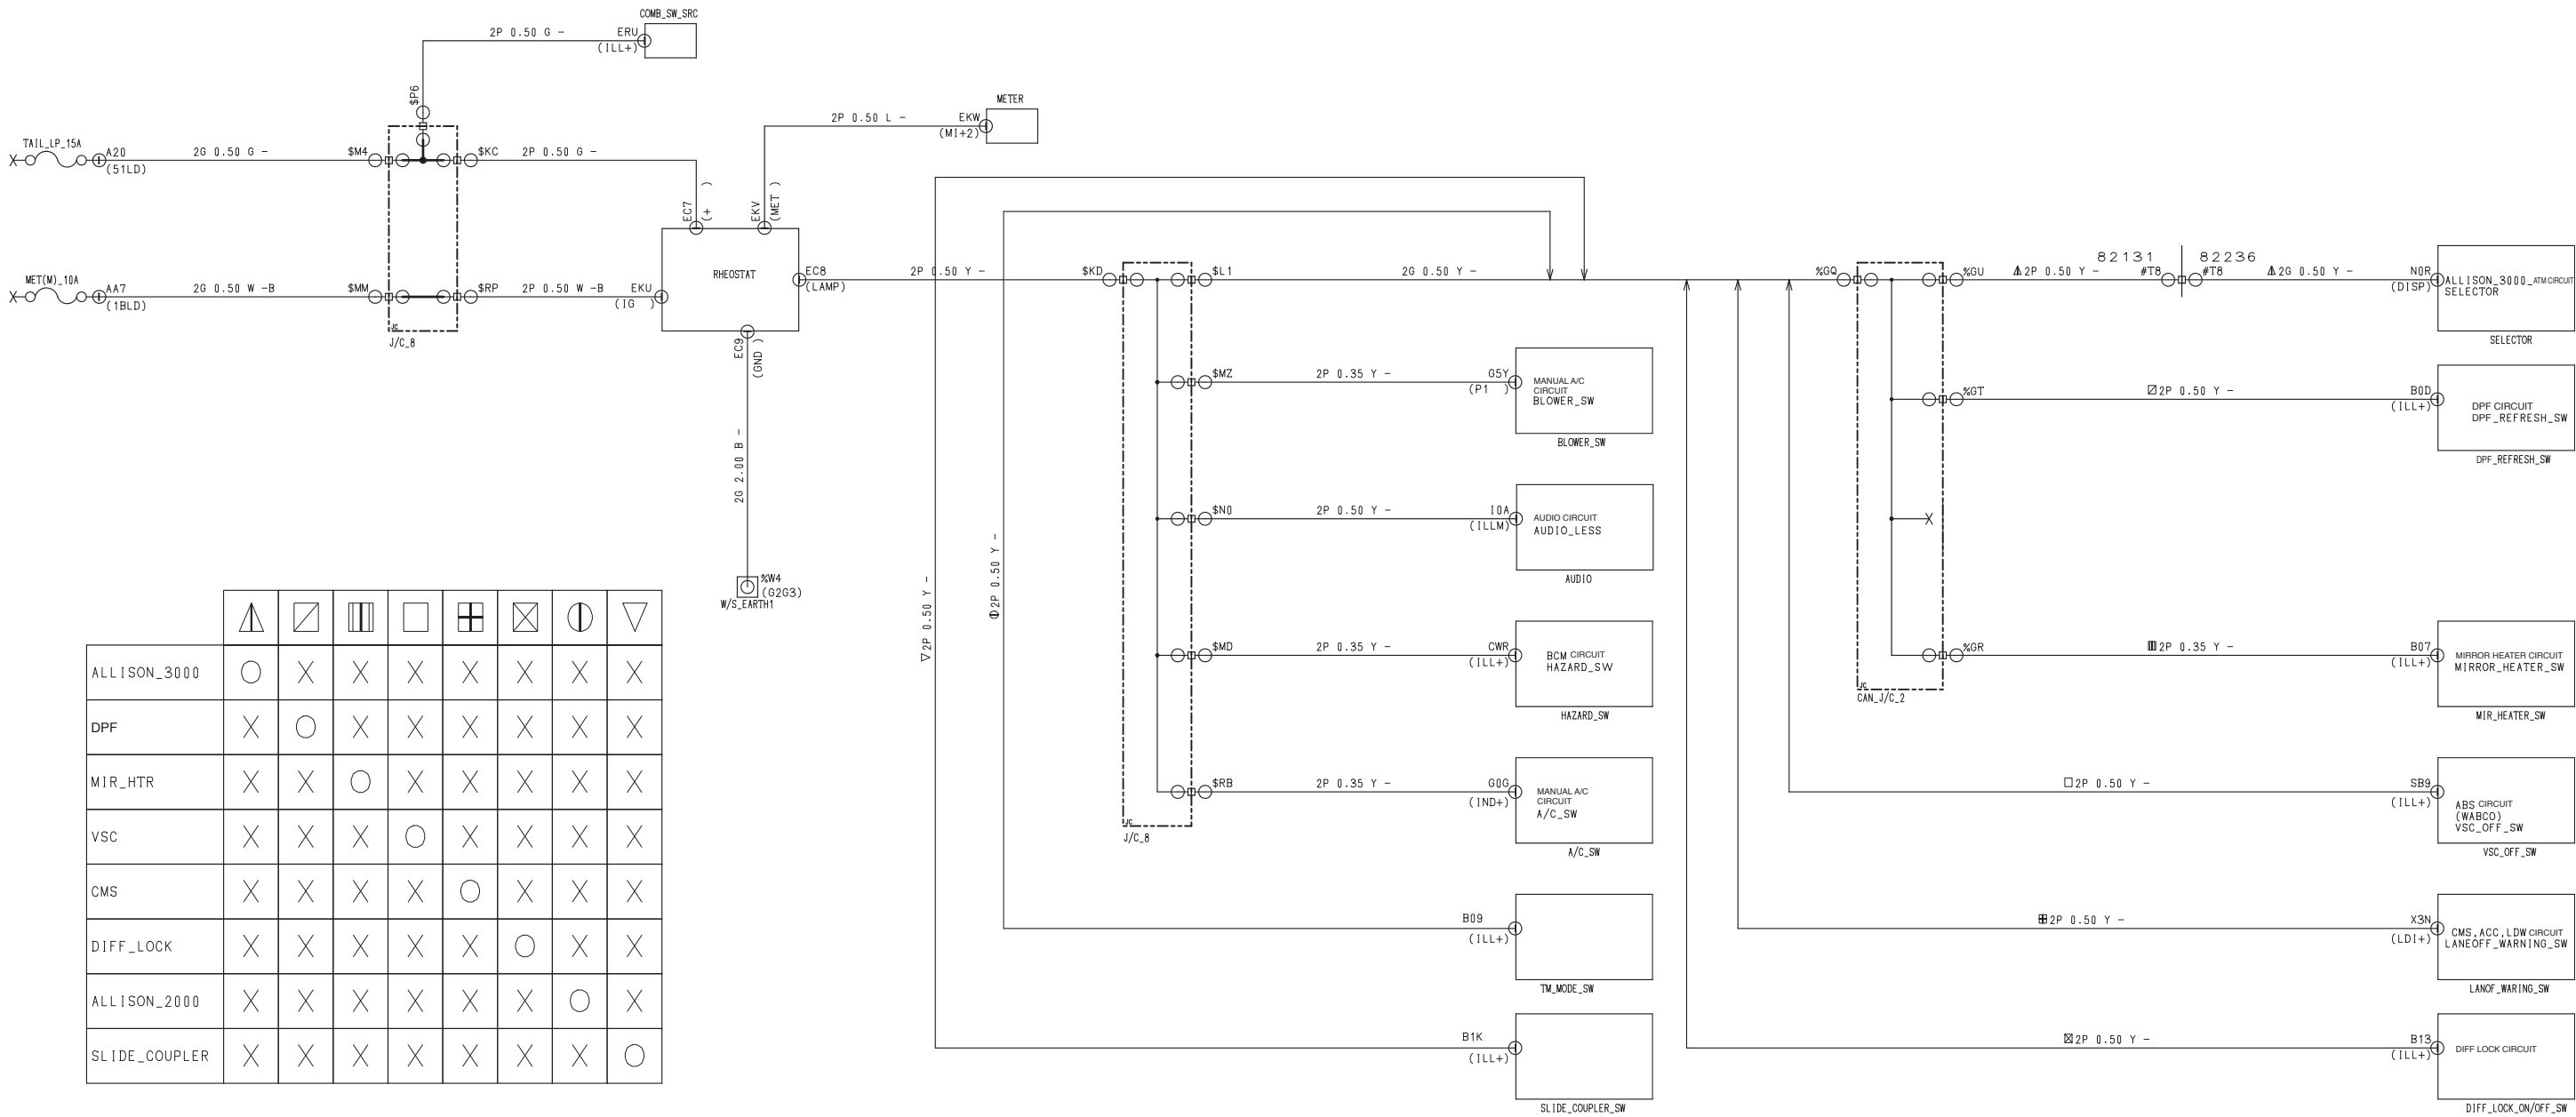 COMB_SW_SRC
2P 0.50 G -
ERU
(ILL+)
$P6
METER
2P 0.50 L -
EKW
(MI+2)
TAIL_LP_15A
A20
(51LD)
2G 0.50 G -
$M4
$KC
2P 0.50 G -
EC7
(+ )
EKV
(MET )
MET(M)_10A
AA7
(1BLD)
2G 0.50 W -B
$MM
$RP
2P 0.50 W -B
EKU
(IG )
JC
J/C_8
RHEOSTAT
EC8
(LAMP)
2P 0.50 Y -
$KD
$L1
2G 0.50 Y -
EC9
(GND )
2G 2.00 B -
%W4
(G2G3)
W/S_EARTH1
▽2P 0.50 Y -
⦶2P 0.50 Y -
$MZ
2P 0.35 Y -
G5Y
(P1 )
MANUAL A/C
CIRCUIT
BLOWER_SW
BLOWER_SW
$N0
2P 0.50 Y -
I0A
(ILLM)
AUDIO CIRCUIT
AUDIO_LESS
AUDIO
$MD
2P 0.35 Y -
CWR
(ILL+)
BCM CIRCUIT
HAZARD_SW
HAZARD_SW
$RB
2P 0.35 Y -
G0G
(IND+)
MANUAL A/C
CIRCUIT
A/C_SW
A/C_SW
JC
J/C_8
B09
(ILL+)
TM_MODE_SW
B1K
(ILL+)
SLIDE_COUPLER_SW
%GQ
%GU
2P 0.50 Y -
82131
#T8
82236
#T8
2G 0.50 Y -
N0R
(DISP)
ALLISON_3000_ATM CIRCUIT
SELECTOR
SELECTOR
%GT
2P 0.50 Y -
B0D
(ILL+)
DPF CIRCUIT
DPF_REFRESH_SW
DPF_REFRESH_SW
%GR
2P 0.35 Y -
B07
(ILL+)
MIRROR HEATER CIRCUIT
MIRROR_HEATER_SW
MIR_HEATER_SW
JC
CAN_J/C_2
□2P 0.50 Y -
SB9
(ILL+)
ABS CIRCUIT
(WABCO)
VSC_OFF_SW
VSC_OFF_SW
⊞2P 0.50 Y -
X3N
(LDI+)
CMS,ACC,LDW CIRCUIT
LANEOFF_WARNING_SW
LANOF_WARING_SW
⊠2P 0.50 Y -
B13
(ILL+)
DIFF LOCK CIRCUIT
DIFF_LOCK_ON/OFF_SW
ALLISON_3000 ○ X X X X X X X
DPF X ○ X X X X X X
MIR_HTR X X ○ X X X X X
VSC X X X ○ X X X X
CMS X X X X ○ X X X
DIFF_LOCK X X X X X ○ X X
ALLISON_2000 X X X X X X ○ X
SLIDE_COUPLER X X X X X X X ○